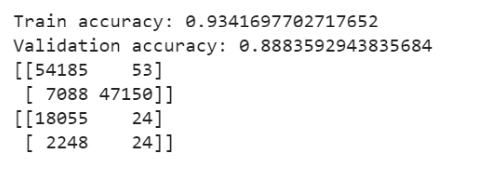 Train accuracy: 0.9341697702717652
Validation accuracy: 0.8883592943835684
[[54185    53]
 [ 7088 47150]]
[[18055    24]
 [ 2248    24]]